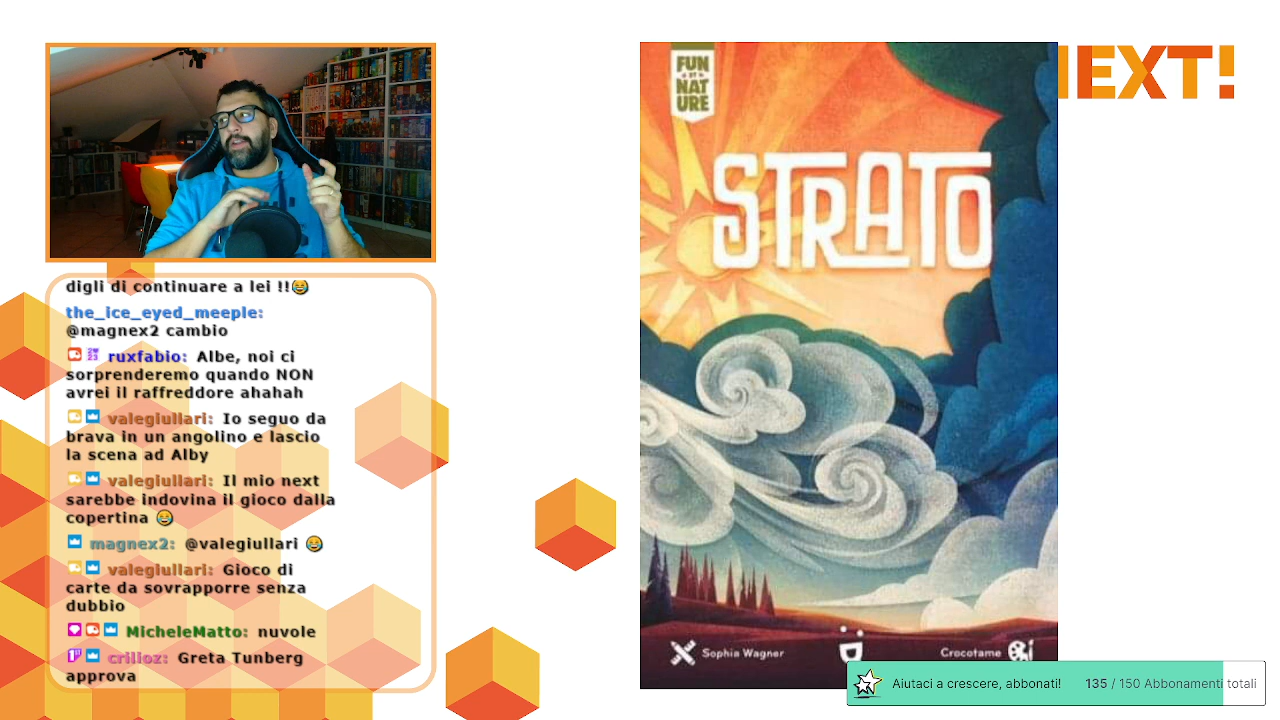 digli di continuare a lei !!😂
the_ice_eyed_meeple:
@magnex2 cambio
ruxfabio: Albe, noi ci
sorprenderemo quando NON
avrei il raffreddore ahahah
valegiullari: Io seguo da
brava in un angolino e lascio
la scena ad Alby
valegiullari: Il mio next
sarebbe indovina il gioco dalla
copertina 😂
magnex2: @valegiullari 😂
valegiullari: Gioco di
carte da sovrapporre senza
dubbio
MicheleMatto: nuvole
crilioz: Greta Tunberg
approva
FUN
BY
NAT
URE
STRATO
Sophia Wagner
Crocotame
EXT!
Aiutaci a crescere, abbonati! 135 / 150 Abbonamenti totali